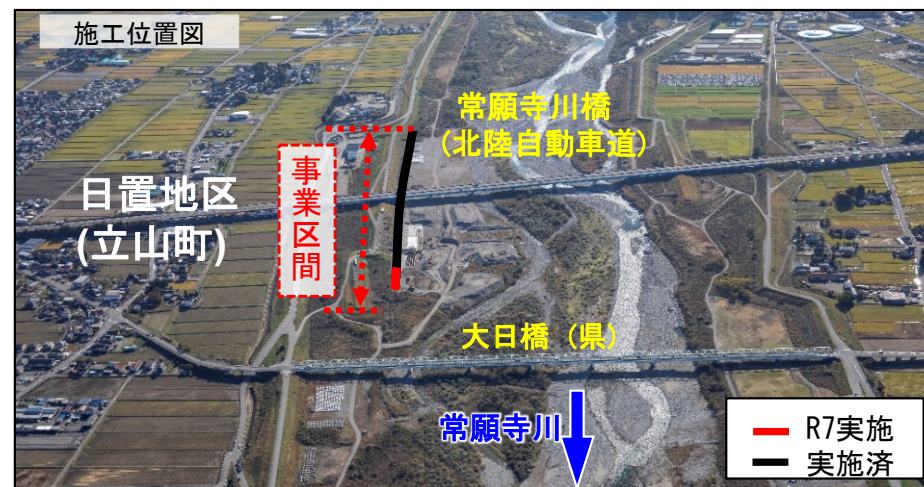 施工位置図
常願寺川橋
(北陸自動車道)
日置地区
(立山町)
事業区間
大日橋（県）
常願寺川
R7実施
実施済